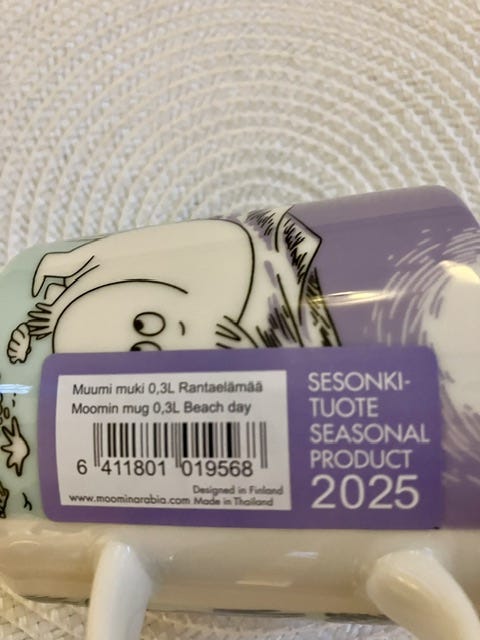 Muumi muki 0,3L Rantaelämää
Moomin mug 0,3L Beach day
6 411801 019568
Designed in Finland
www.moominarabia.com Made in Thailand
SESONKI-
TUOTE
SEASONAL
PRODUCT
2025